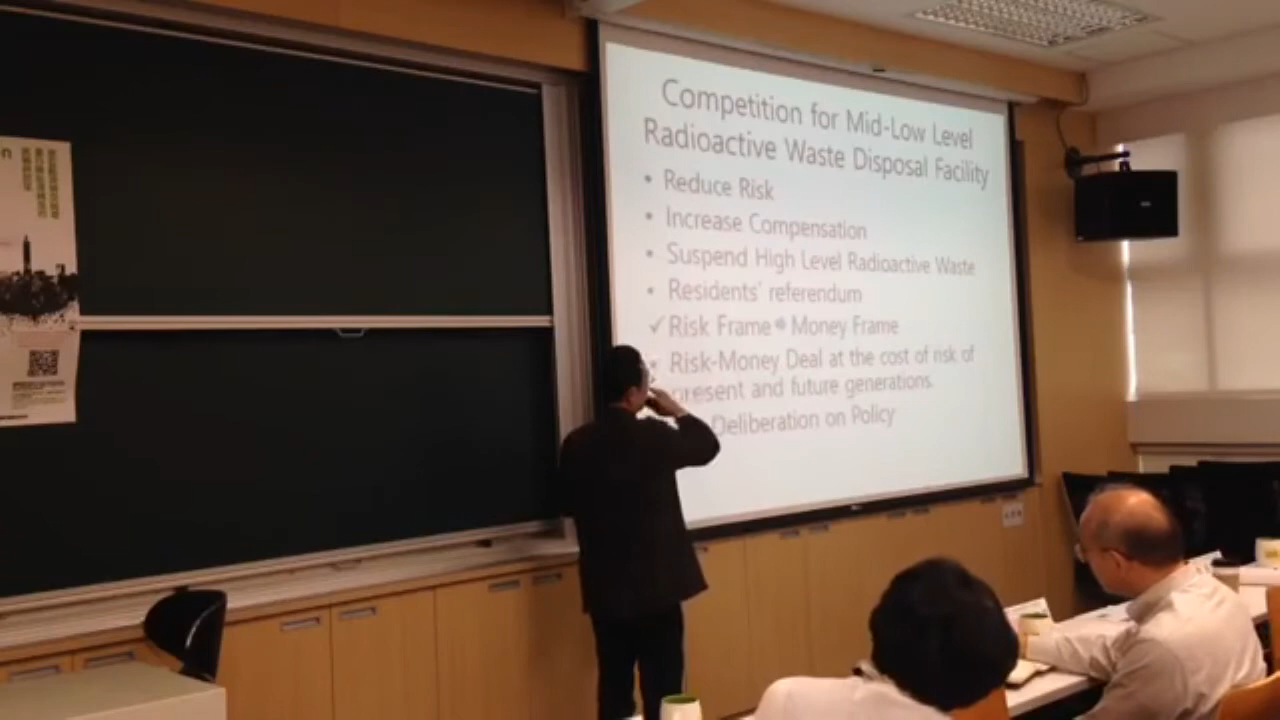 Competition for Mid-Low Level
Radioactive Waste Disposal Facility
• Reduce Risk
• Increase Compensation
• Suspend High Level Radioactive Waste
• Residents' referendum
✓ Risk Frame Money Frame
• Risk-Money Deal at the cost of risk of
present and future generations.
Deliberation on Policy